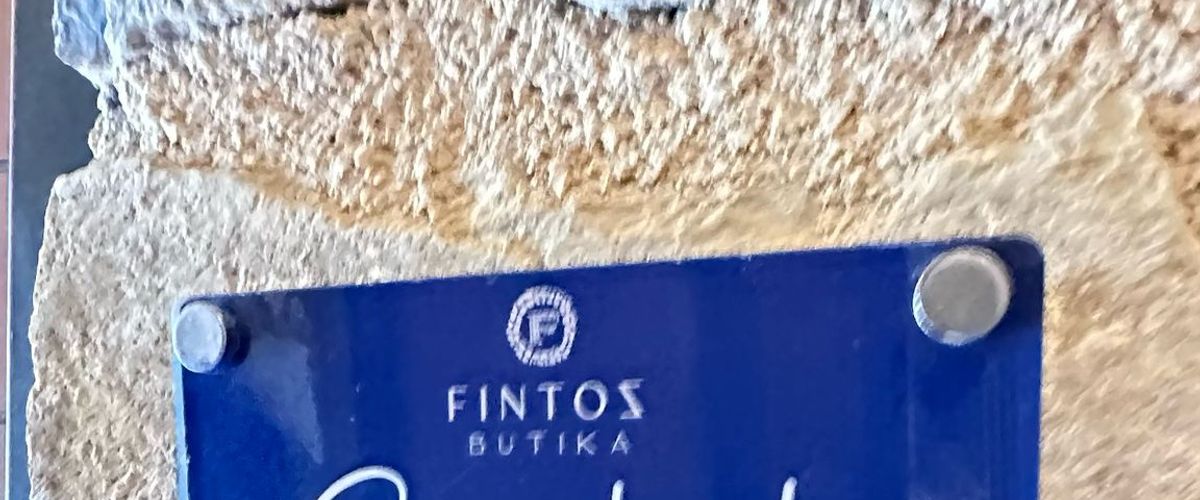 F
FINTOS
BUTIKA